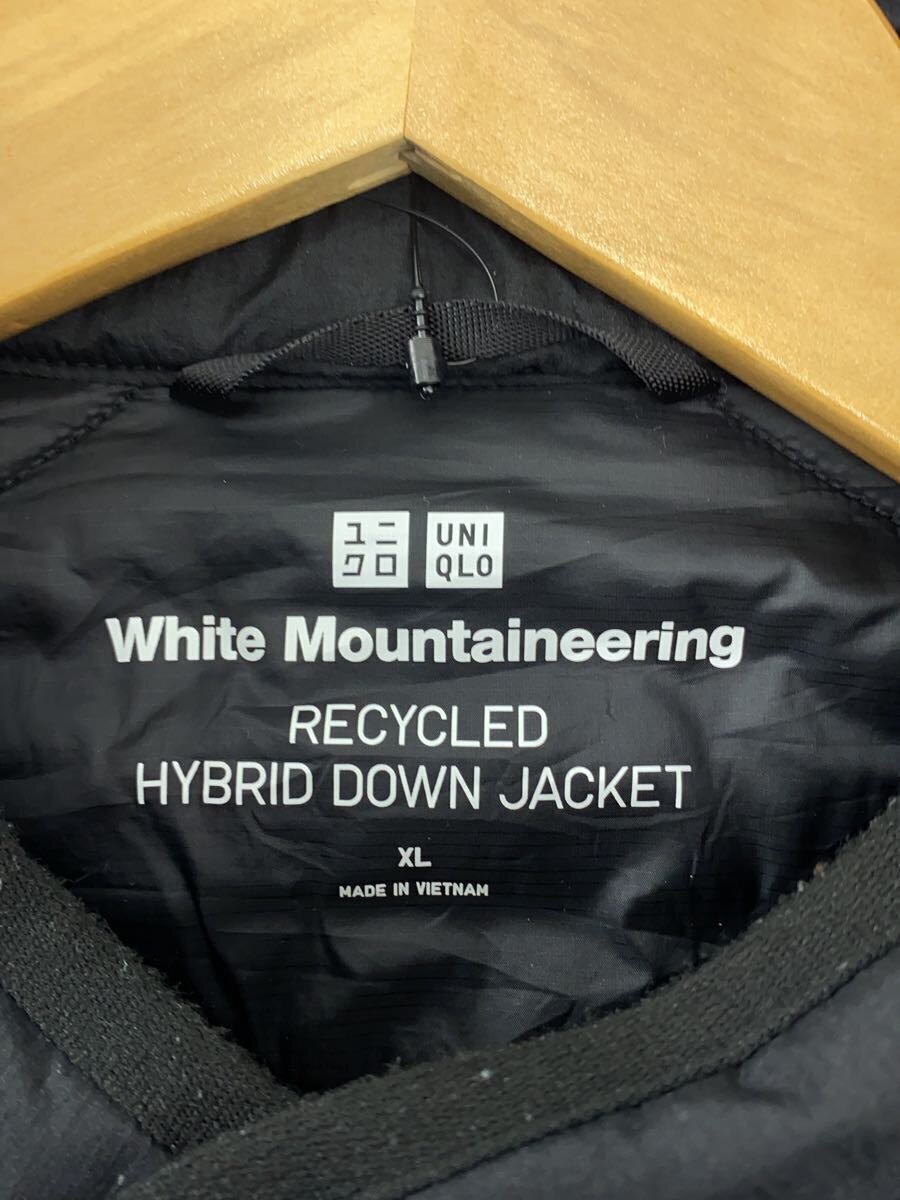 ユニ
クロ
UNI
QLO
White Mountaineering
RECYCLED
HYBRID DOWN JACKET
XL
MADE IN VIETNAM